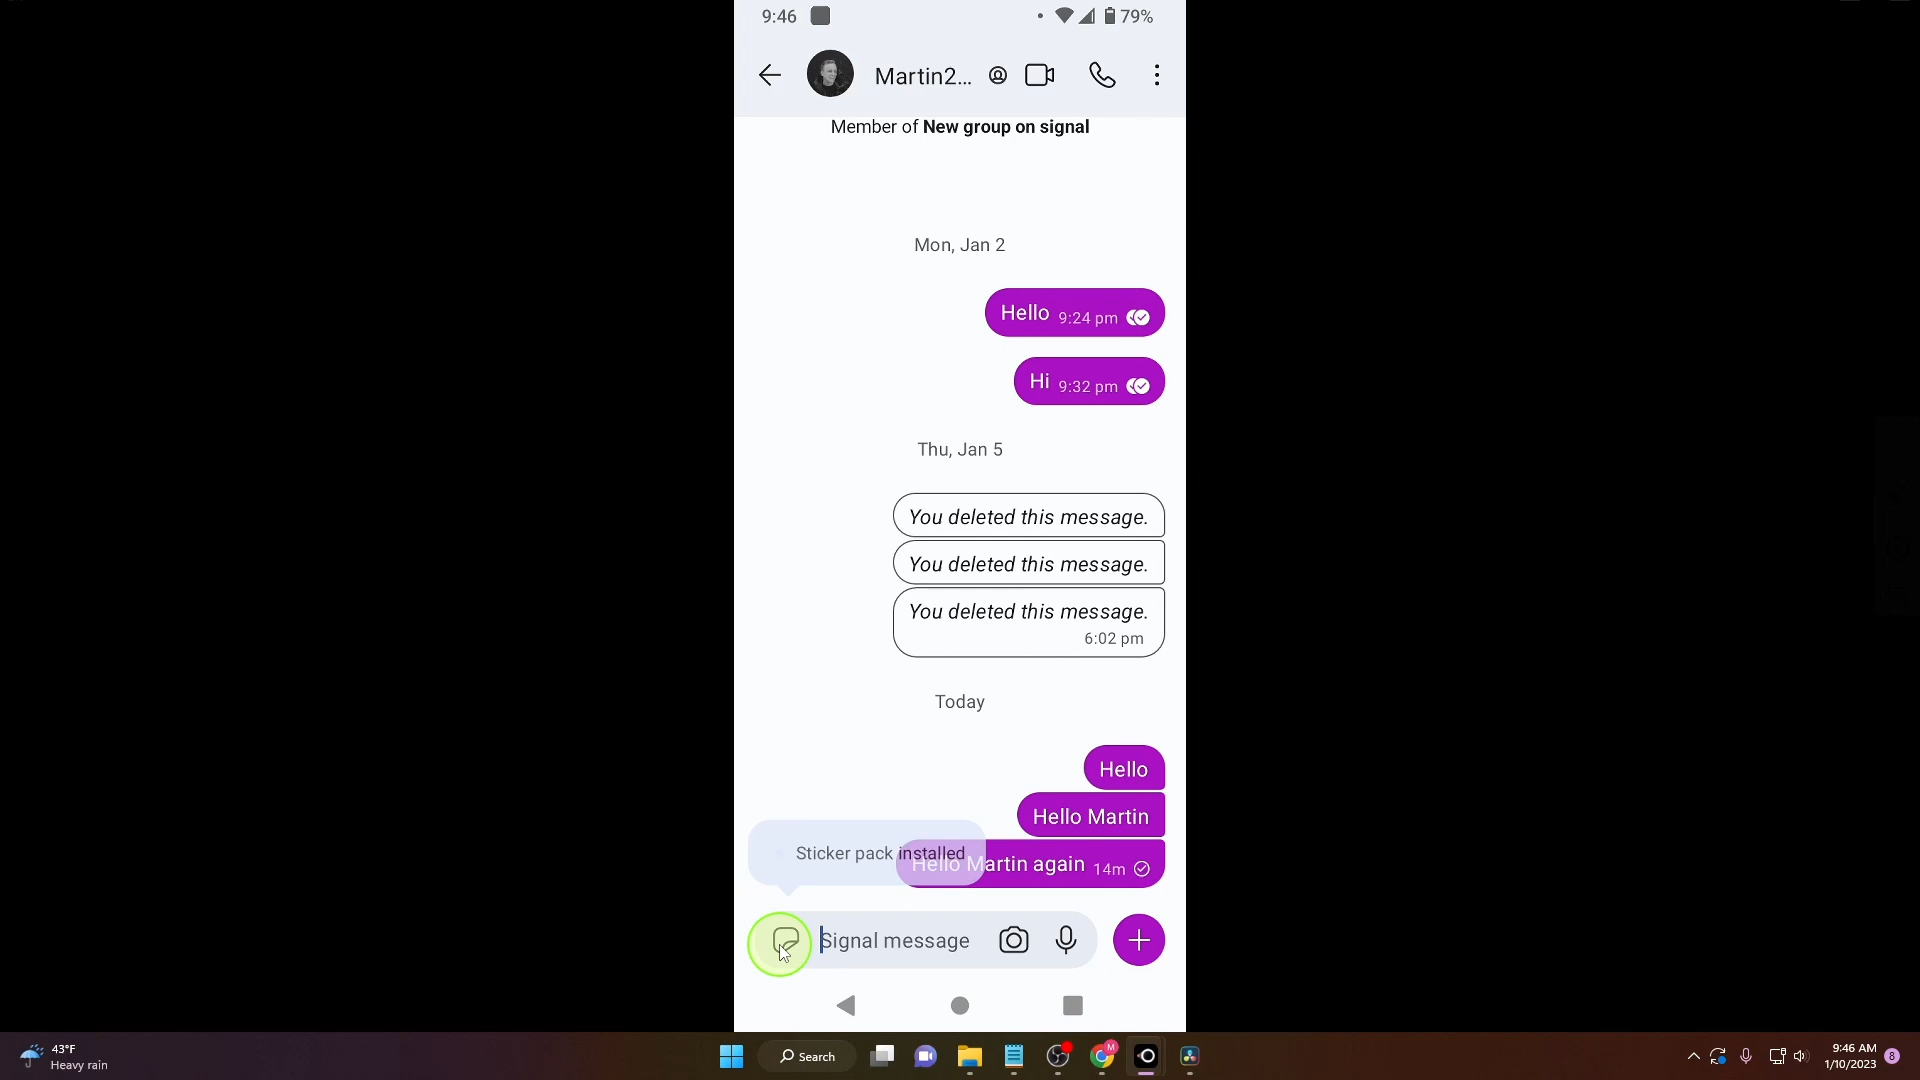 9:46
79%
Martin2...
Member of New group on signal
Mon, Jan 2
Hello 9:24 pm
Hi 9:32 pm
Thu, Jan 5
You deleted this message.
You deleted this message.
You deleted this message.
6:02 pm
Today
Hello
Hello Martin
Sticker pack installed
Hello Martin again 14m
Signal message
43°F
Heavy rain
Search
M
9:46 AM
1/10/2023
8